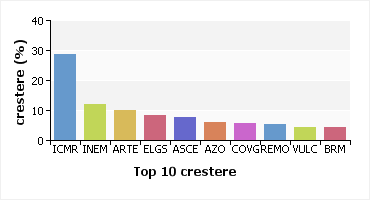 crestere (%)
40
30
20
10
0
ICMR INEM ARTE ELGS ASCE AZO COVG REMO VULC BRM
Top 10 crestere